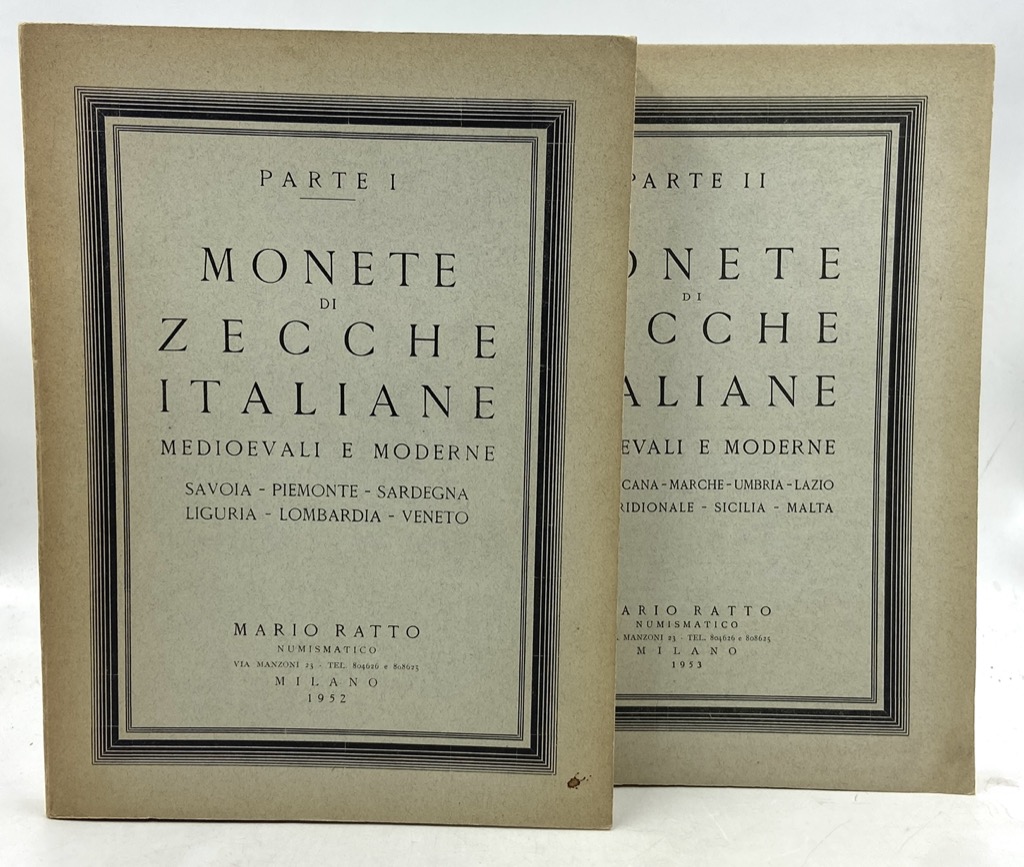 PARTE I
MONETE
DI
ZECCHE
ITALIANE
MEDIOEVALI E MODERNE
SAVOIA - PIEMONTE - SARDEGNA
LIGURIA - LOMBARDIA - VENETO
MARIO RATTO
NUMISMATICO
VIA MANZONI 23 - TEL. 804626 e 808625
MILANO
1952
PARTE II
ONETE
DI
CCHE
ALIANE
EVALI E MODERNE
CANA - MARCHE - UMBRIA - LAZIO
RIDIONALE - SICILIA - MALTA
ARIO RATTO
NUMISMATICO
MANZONI 23 - TEL. 804626 e 808625
MILANO
1953